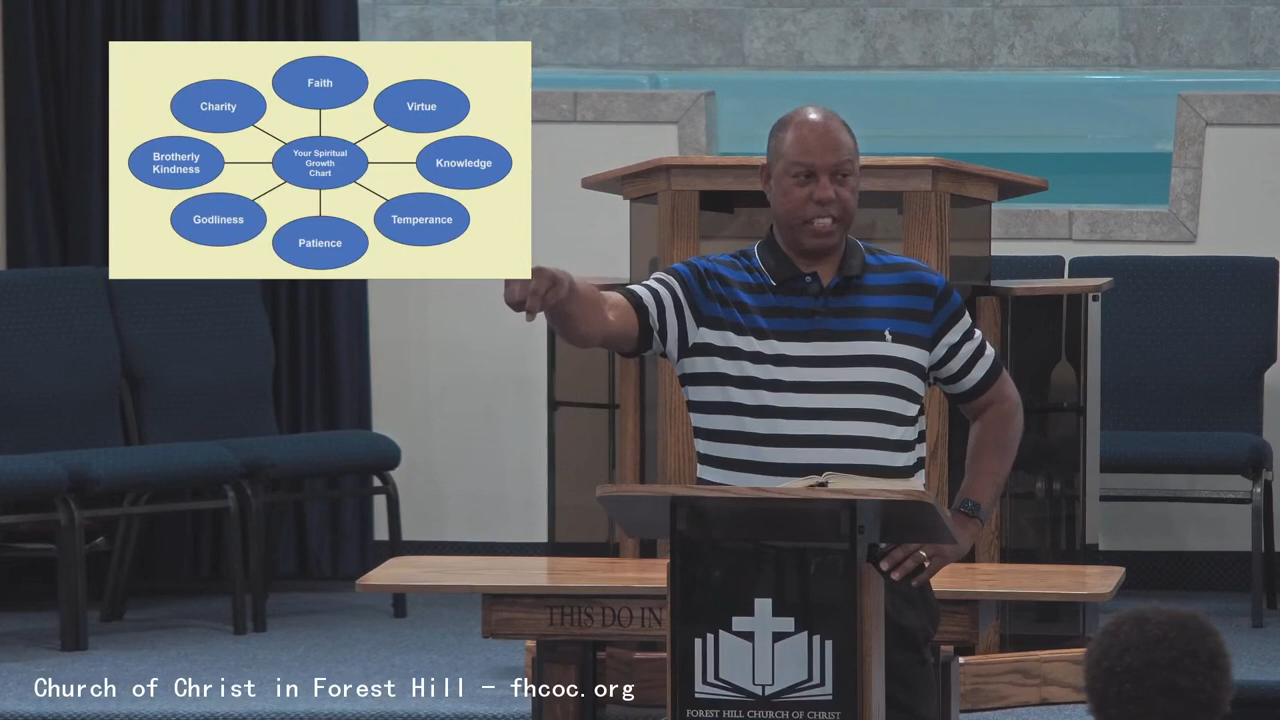 Faith
Charity
Virtue
Your Spiritual
Growth
Chart
Brotherly
Kindness
Knowledge
Godliness
Temperance
Patience
THIS DO IN
FOREST HILL CHURCH OF CHRIST
Church of Christ in Forest Hill - fhcoc.org